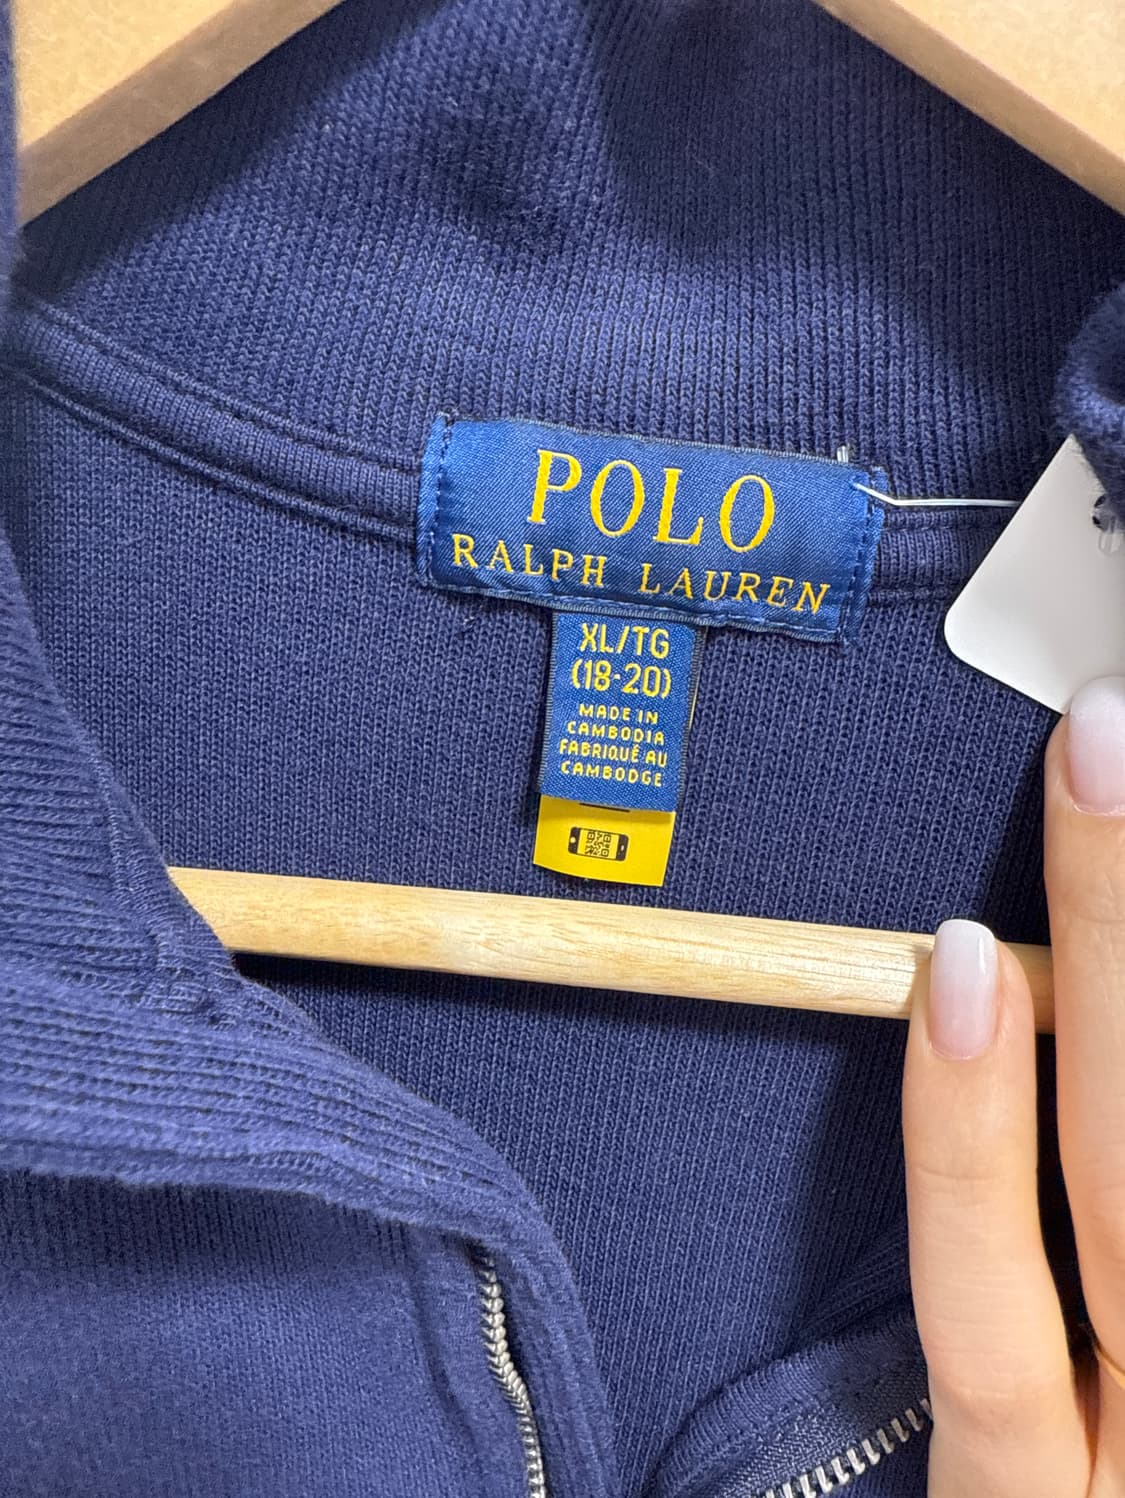 POLO
RALPH LAUREN
XL/TG
(18-20)
MADE IN
CAMBODIA
FABRIQUÉ AU
CAMBODGE